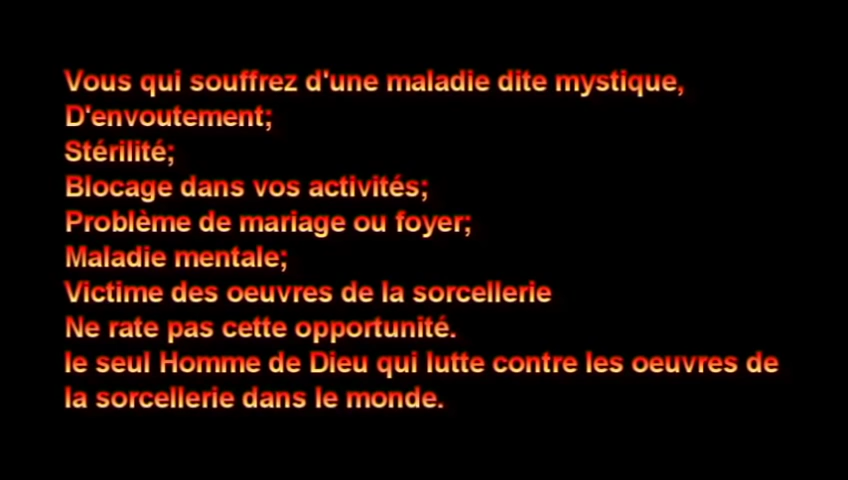 Vous qui souffrez d'une maladie dite mystique,
D'envoutement;
Stérilité;
Blocage dans vos activités;
Problème de mariage ou foyer;
Maladie mentale;
Victime des oeuvres de la sorcellerie
Ne rate pas cette opportunité.
le seul Homme de Dieu qui lutte contre les oeuvres de
la sorcellerie dans le monde.